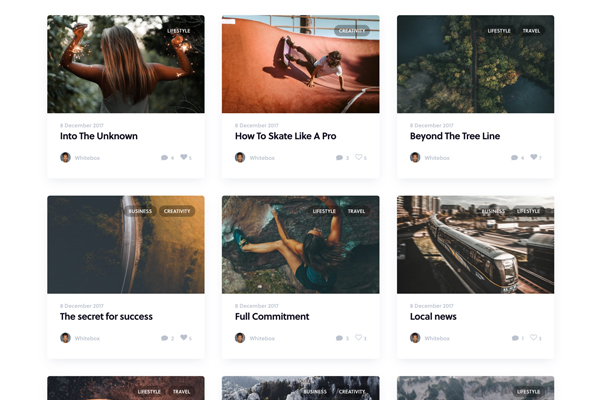 LIFESTYLE
CREATIVITY
LIFESTYLE TRAVEL
8 December 2017
Into The Unknown
Whitebox
4 5
8 December 2017
How To Skate Like A Pro
Whitebox
3 5
8 December 2017
Beyond The Tree Line
Whitebox
4 7
BUSINESS CREATIVITY
LIFESTYLE TRAVEL
BUSINESS LIFESTYLE
8 December 2017
The secret for success
Whitebox
2 6
8 December 2017
Full Commitment
Whitebox
3 5
8 December 2017
Local news
Whitebox
1 5
LIFESTYLE TRAVEL
BUSINESS CREATIVITY
LIFESTYLE